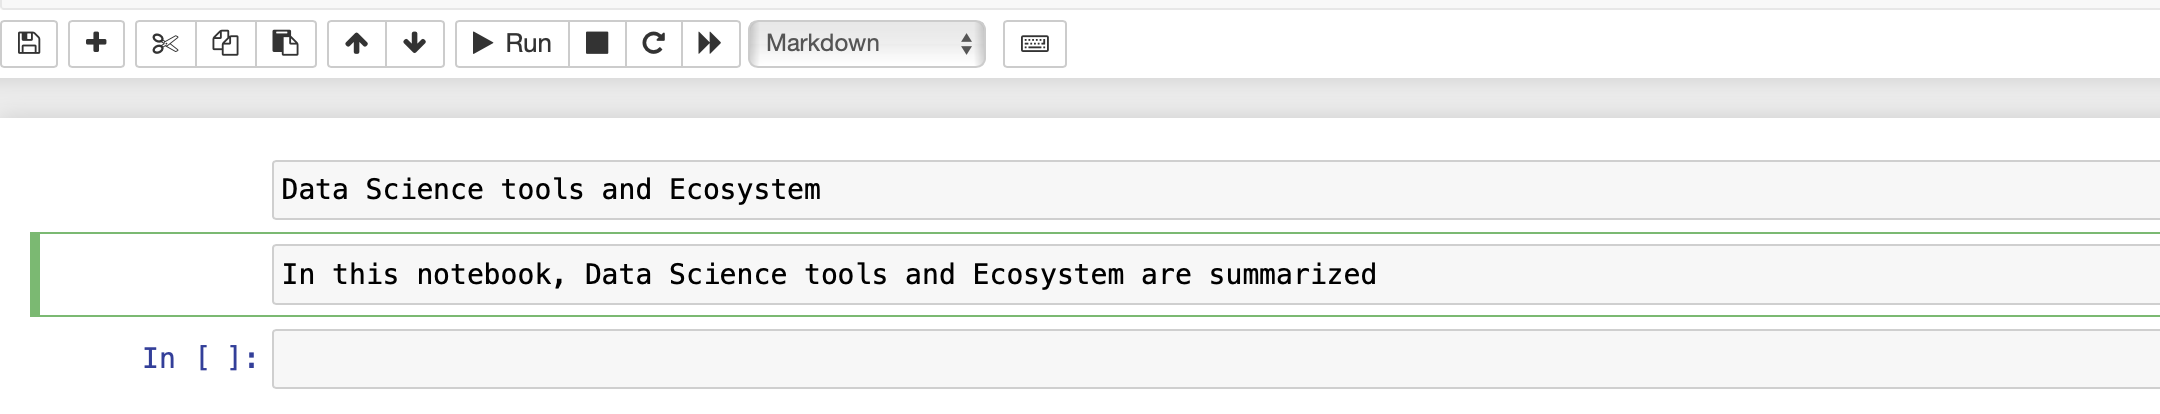 Run
Markdown
Data Science tools and Ecosystem
In this notebook, Data Science tools and Ecosystem are summarized
In [ ]: